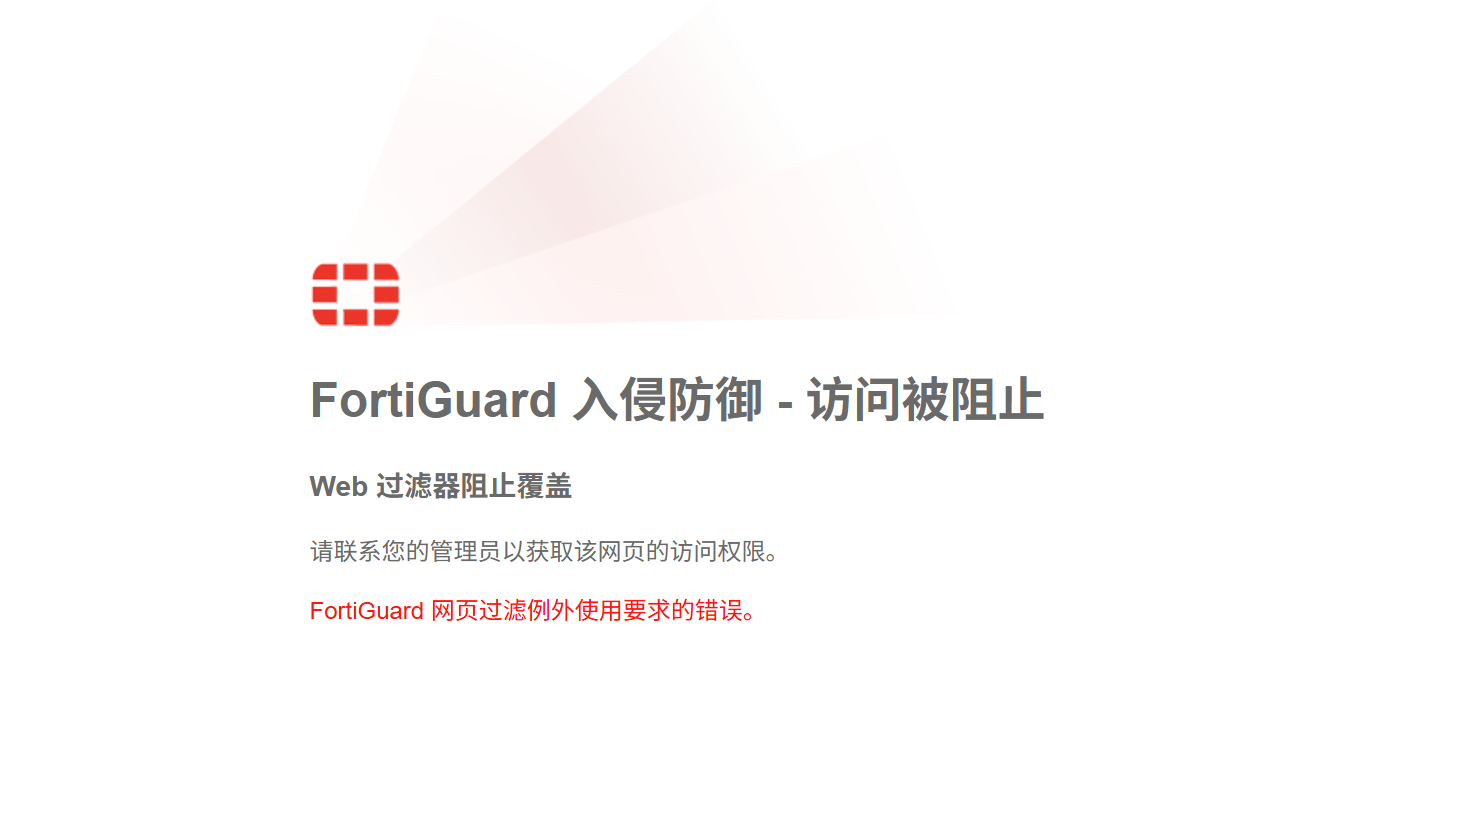 FortiGuard 入侵防御 - 访问被阻止
Web 过滤器阻止覆盖
请联系您的管理员以获取该网页的访问权限。
FortiGuard 网页过滤例外使用要求的错误。